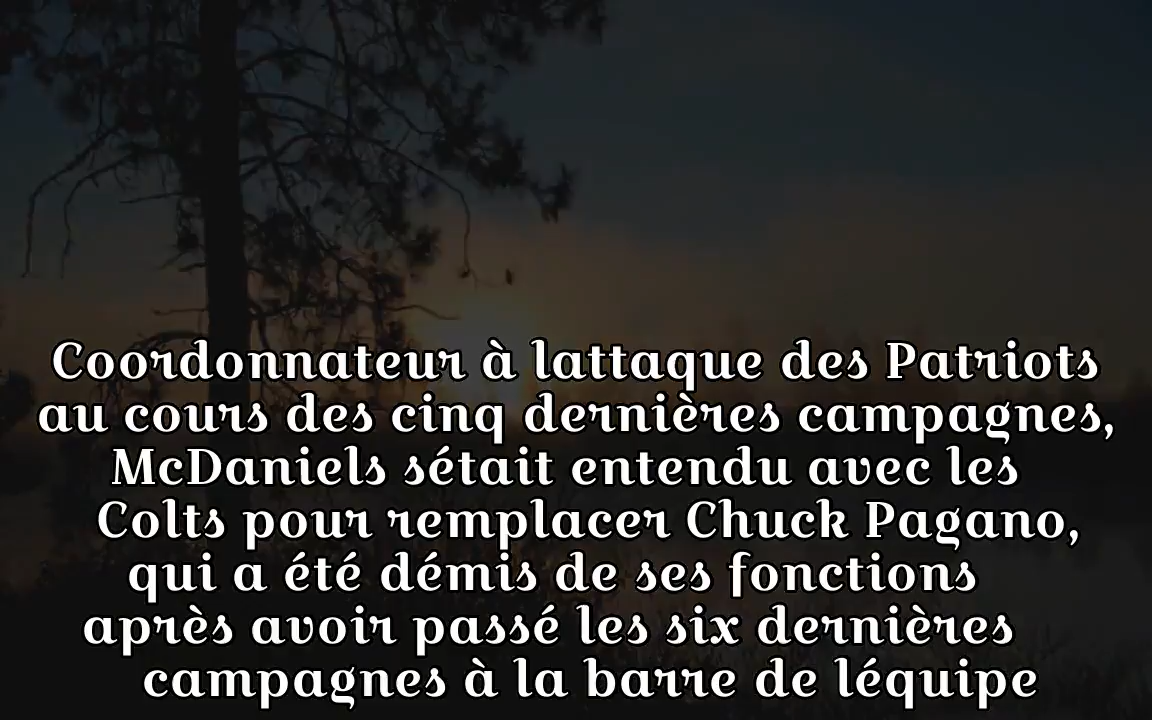 Coordonnateur à lattaque des Patriots
au cours des cinq dernières campagnes,
McDaniels sétait entendu avec les
Colts pour remplacer Chuck Pagano,
qui a été démis de ses fonctions
après avoir passé les six dernières
campagnes à la barre de léquipe